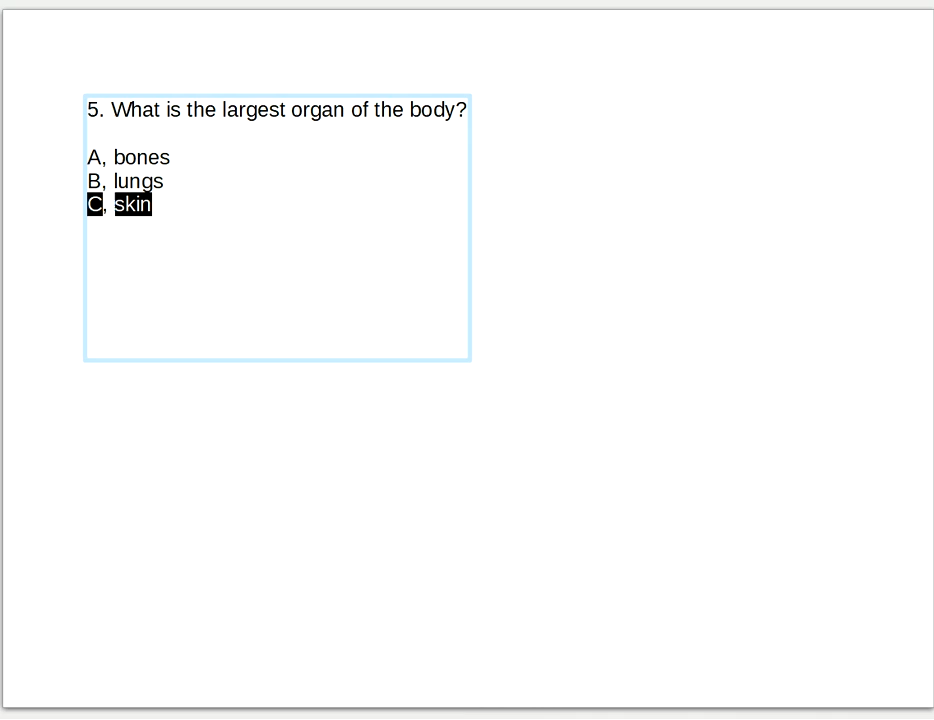 5. What is the largest organ of the body?
A, bones
B, lungs
C, skin